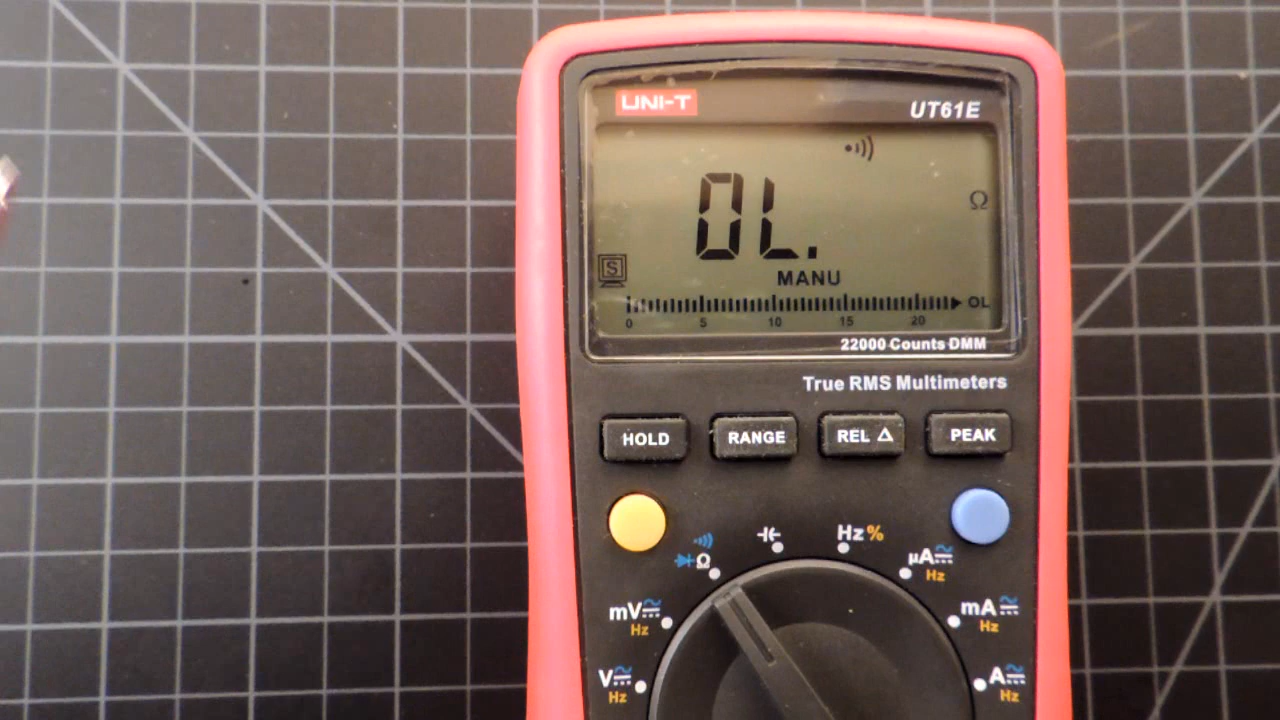 UNI-T
UT61E
Ω
0L.
S
MANU
0 5 10 15 20 OL
22000 Counts DMM
True RMS Multimeters
HOLD RANGE REL Δ PEAK
Hz %
Ω
µA
Hz
mV
Hz
mA
Hz
V
Hz
A
Hz